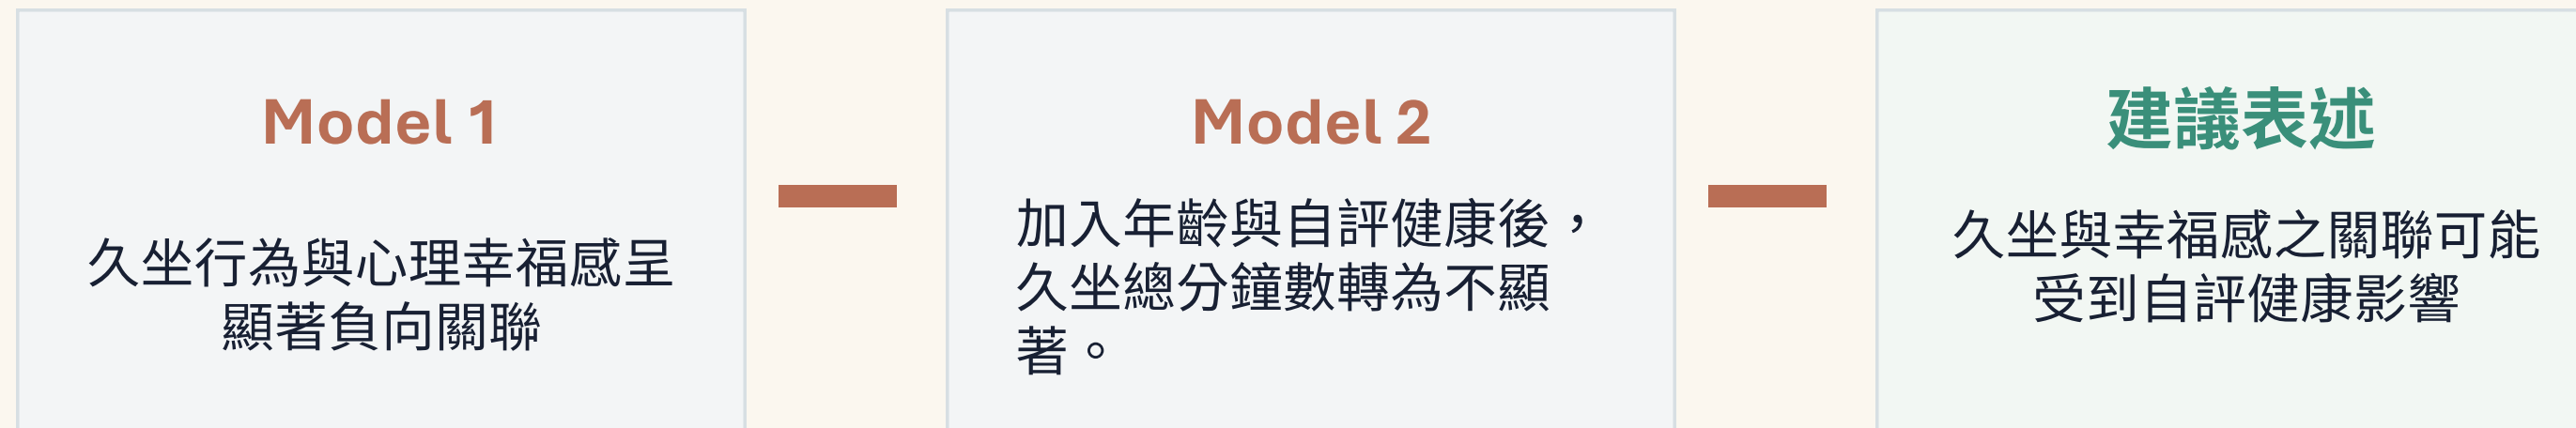 Model 1
久坐行為與心理幸福感呈
顯著負向關聯
Model 2
加入年齡與自評健康後，
久坐總分鐘數轉為不顯
著。
建議表述
久坐與幸福感之關聯可能
受到自評健康影響